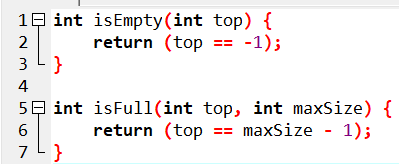 1 int isEmpty(int top) {
2     return (top == -1);
3 }
4
5 int isFull(int top, int maxSize) {
6     return (top == maxSize - 1);
7 }